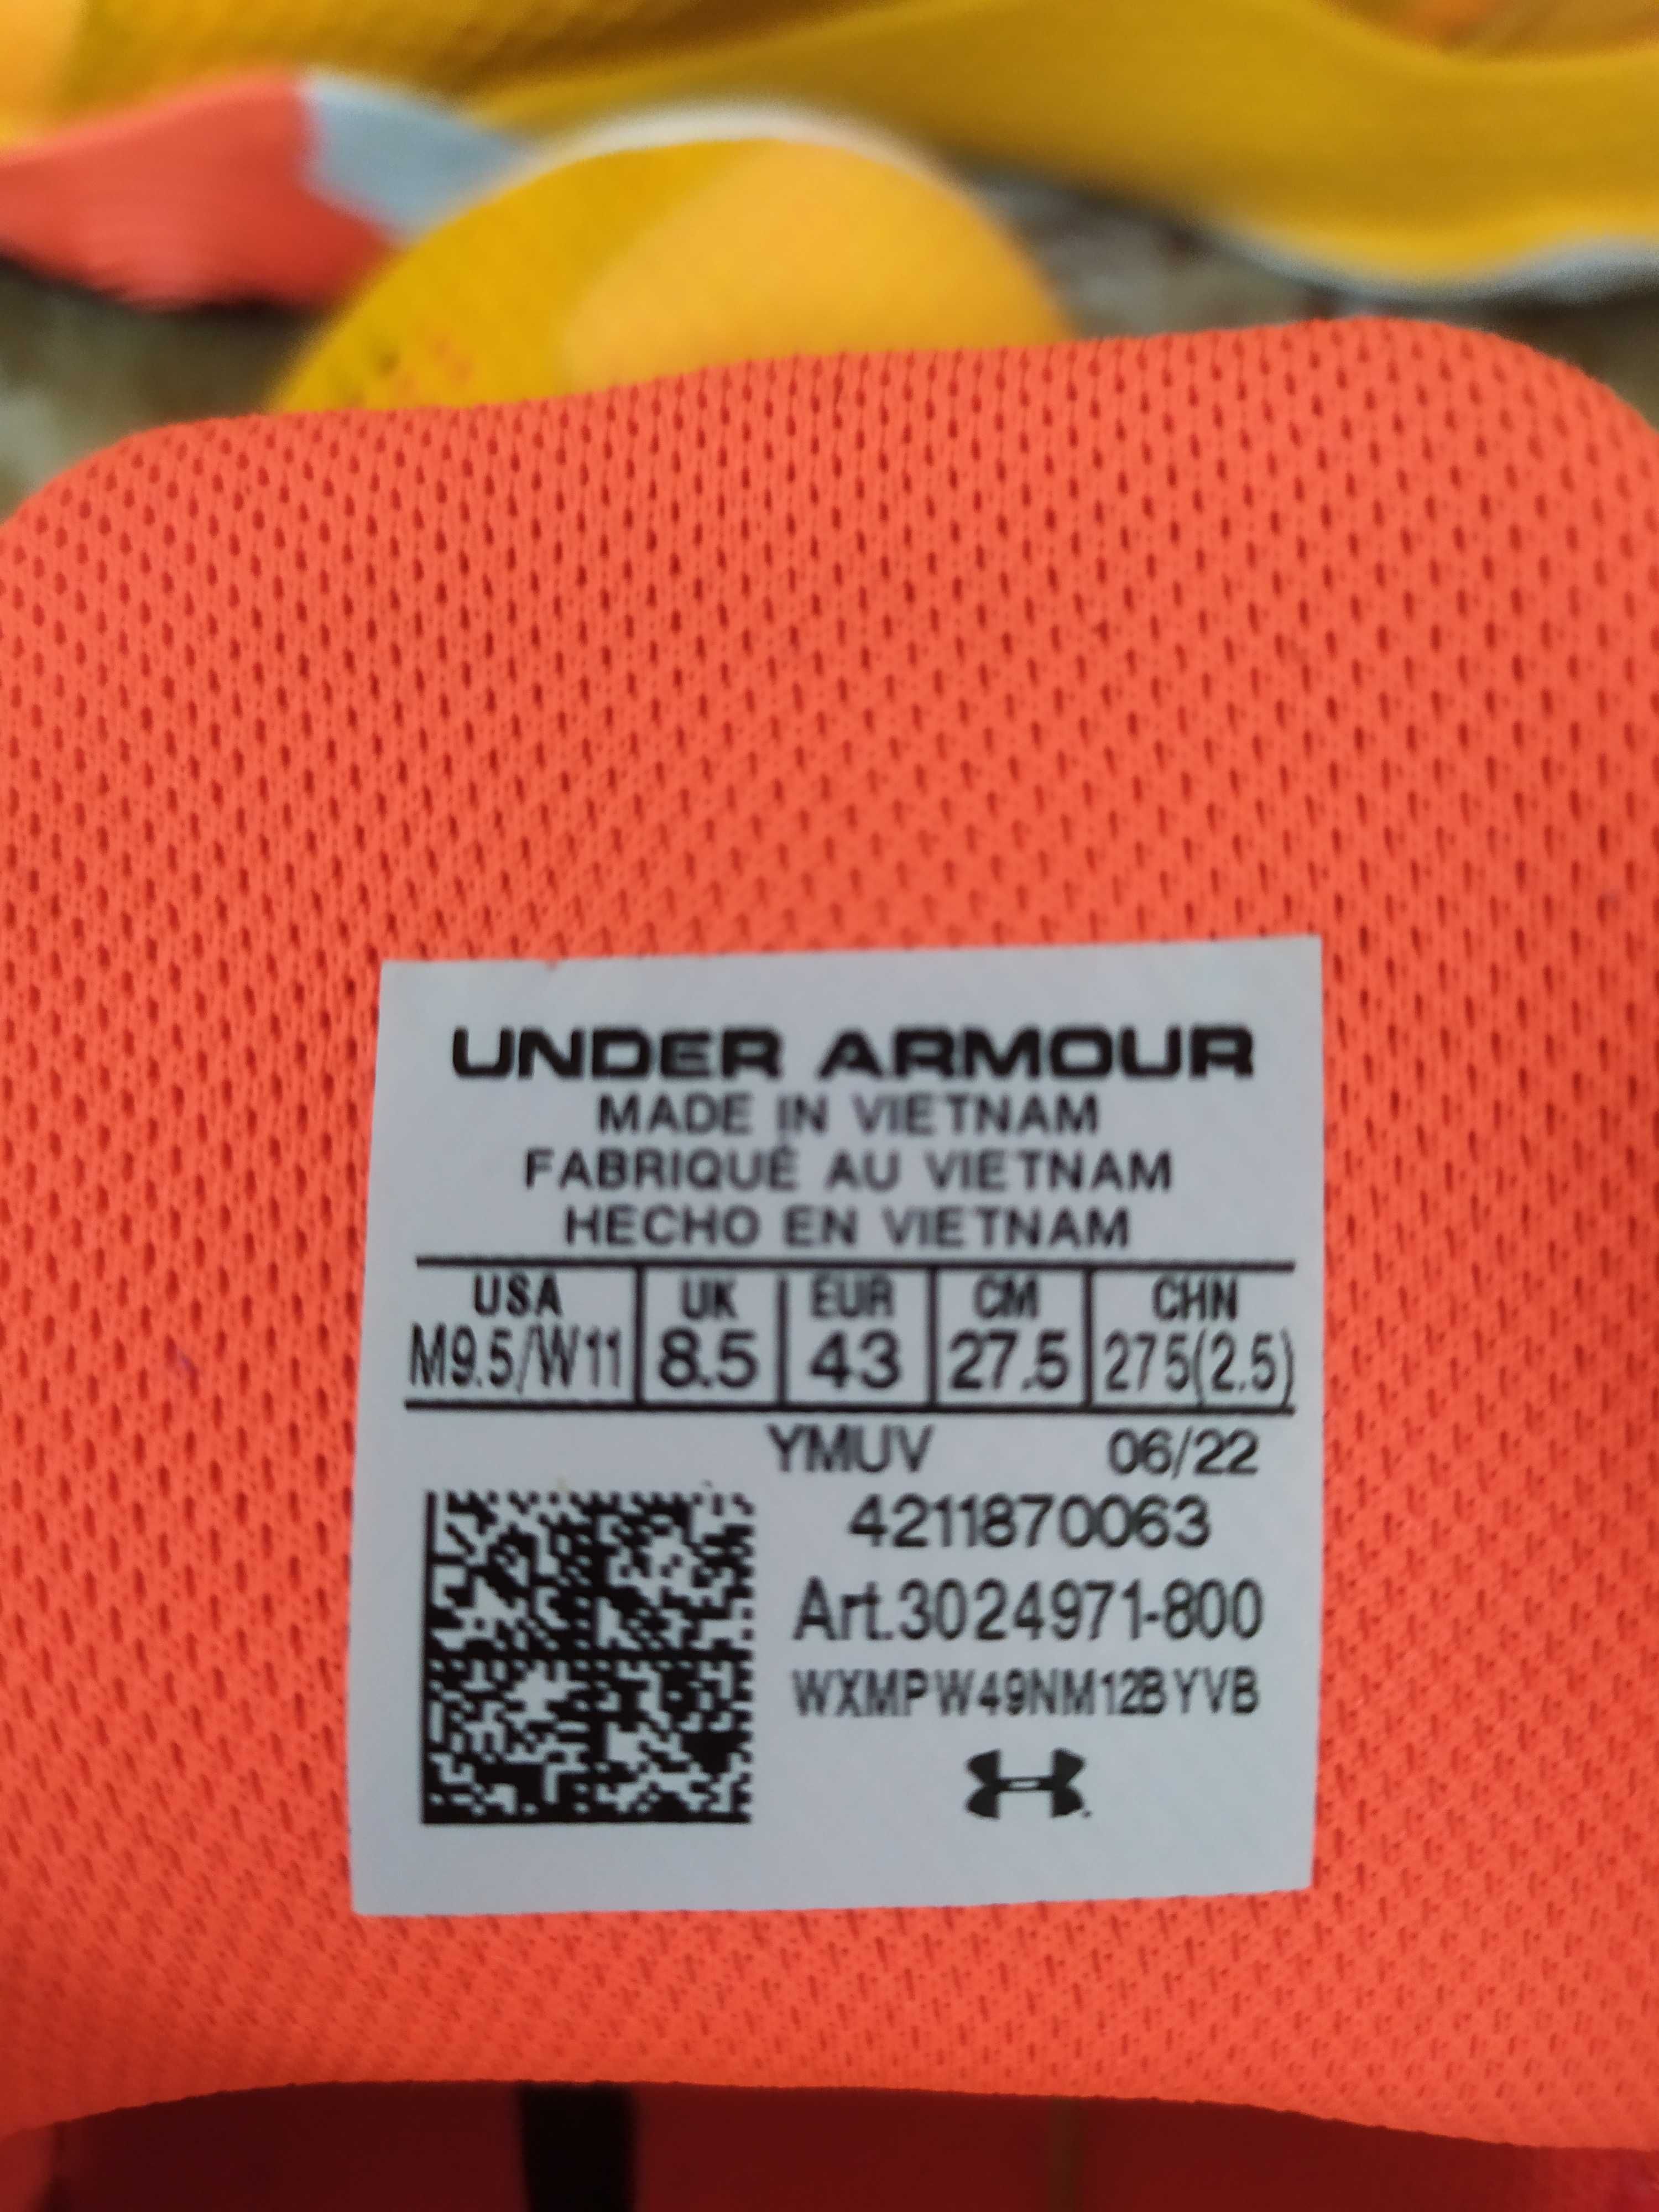 UNDER ARMOUR
MADE IN VIETNAM
FABRIQUÉ AU VIETNAM
HECHO EN VIETNAM
USA UK EUR CM CHN
M9.5/W11 8.5 43 27.5 275(2.5)
YMUV 06/22
4211870063
Art.3024971-800
WXMPW49NM12BYVB